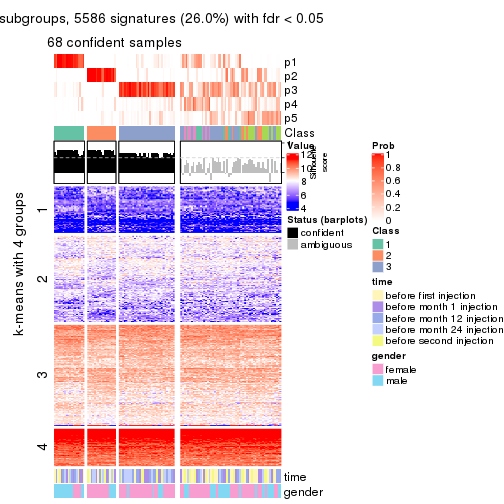 subgroups, 5586 signatures (26.0%) with fdr < 0.05
68 confident samples
p1
p2
p3
p4
p5
Class
Silhouette
score
k-means with 4 groups
1
2
3
4
time
gender
Value
12
10
8
6
4
Status (barplots)
confident
ambiguous
Prob
1
0.8
0.6
0.4
0.2
0
Class
1
2
3
time
before first injection
before month 1 injection
before month 12 injection
before month 24 injection
before second injection
gender
female
male